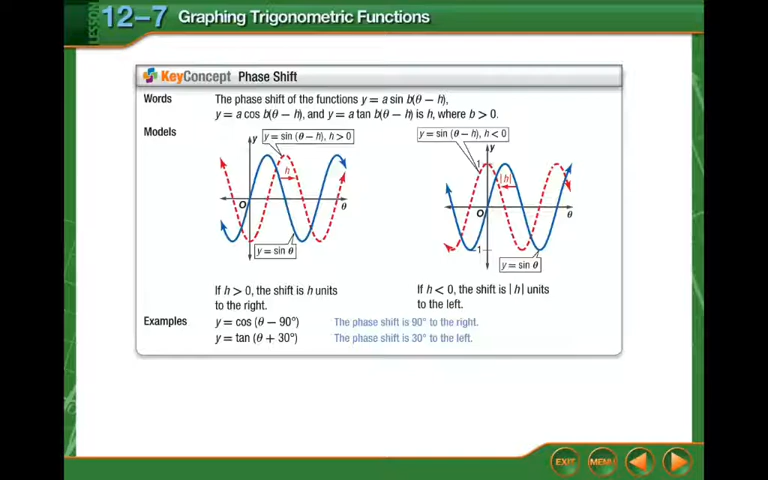 LESSON 12–7 Graphing Trigonometric Functions
KeyConcept Phase Shift
Words The phase shift of the functions y = a sin b(θ – h),
y = a cos b(θ – h), and y = a tan b(θ – h) is h, where b > 0.
Models
y = sin (θ – h), h > 0
y
h
O
θ
y = sin θ
If h > 0, the shift is h units
to the right.
y = sin (θ – h), h < 0
y
1
|h|
O
θ
–1
y = sin θ
If h < 0, the shift is | h | units
to the left.
Examples y = cos (θ – 90°) The phase shift is 90° to the right.
y = tan (θ + 30°) The phase shift is 30° to the left.
EXIT MENU